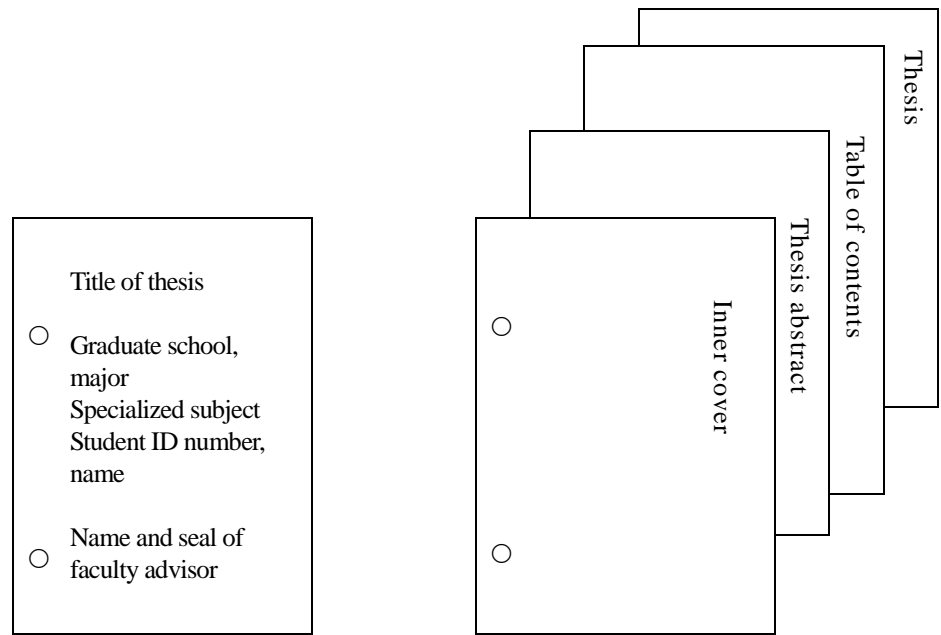 Title of thesis
Graduate school,
major
Specialized subject
Student ID number,
name
Name and seal of
faculty advisor
Inner cover
Thesis abstract
Table of contents
Thesis